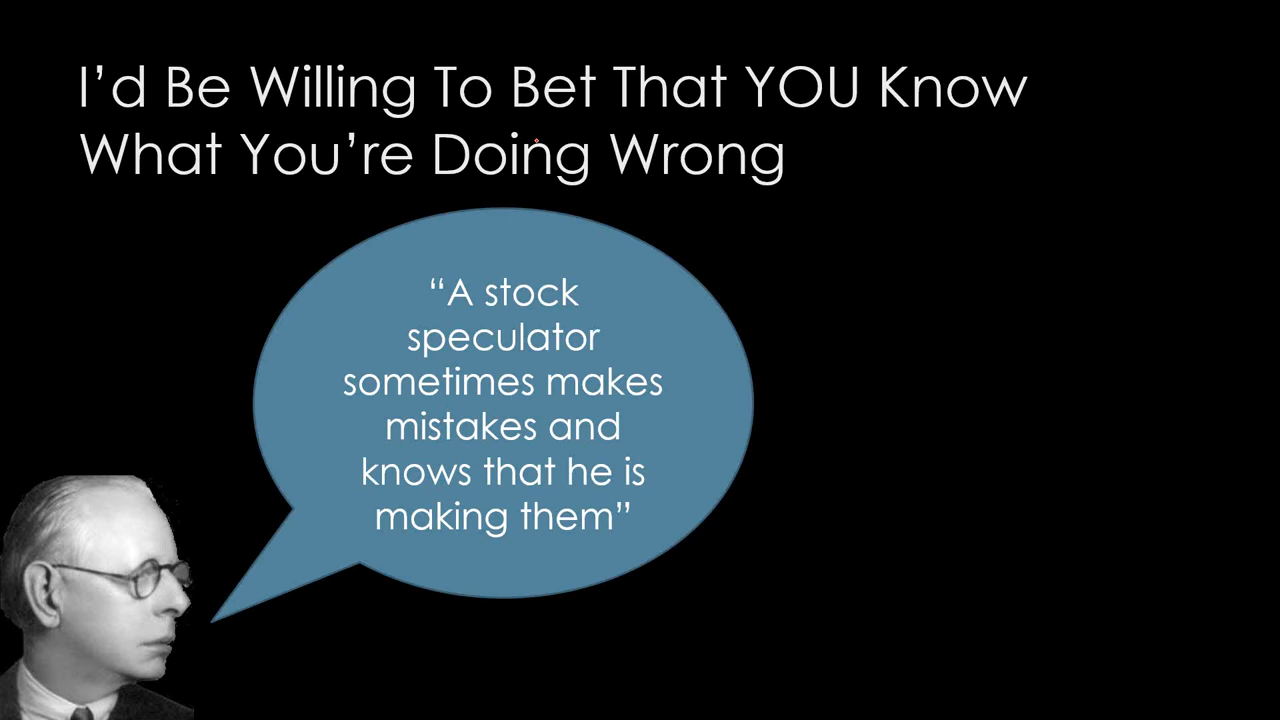 I’d Be Willing To Bet That YOU Know
What You’re Doing Wrong
“A stock
speculator
sometimes makes
mistakes and
knows that he is
making them”